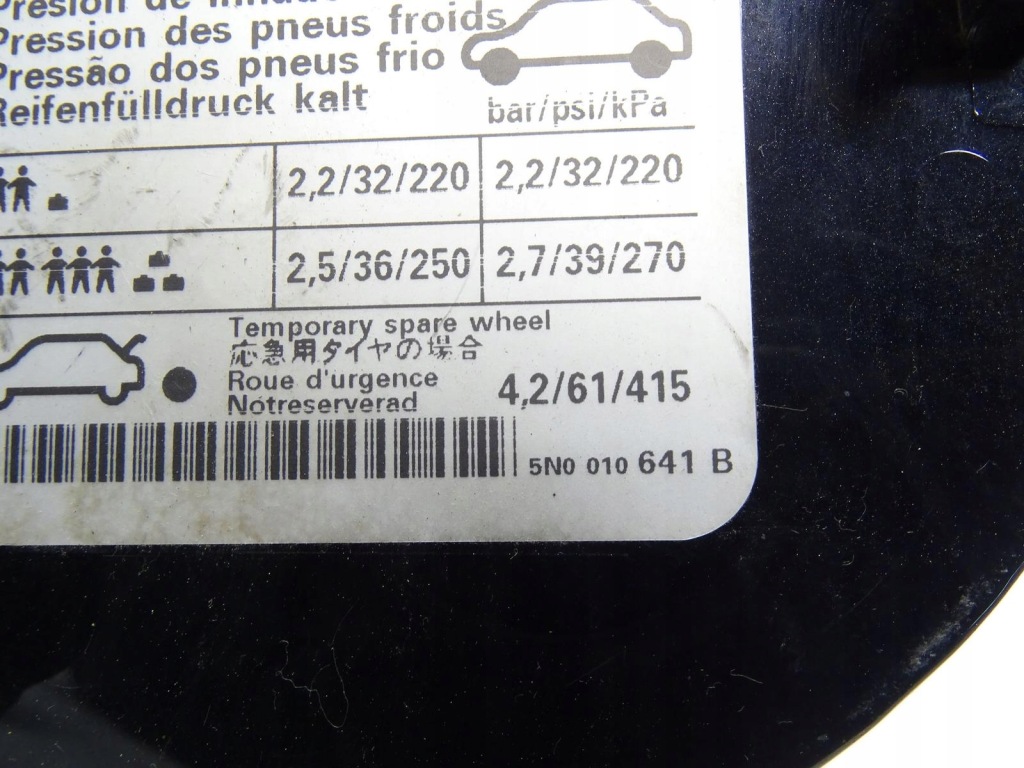 Pression des pneus froids
Pressão dos pneus frio
Reifenfülldruck kalt
bar/psi/kPa
2,2/32/220 2,2/32/220
2,5/36/250 2,7/39/270
Temporary spare wheel
応急用タイヤの場合
Roue d'urgence
Notreserverad
4,2/61/415
5N0 010 641 B